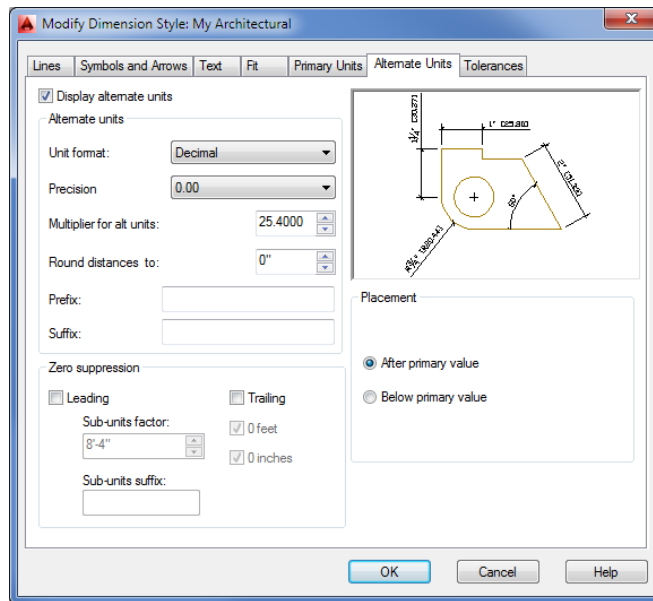 Modify Dimension Style: My Architectural
Lines Symbols and Arrows Text Fit Primary Units Alternate Units Tolerances
Display alternate units
Alternate units
Unit format: Decimal
Precision 0.00
Multiplier for alt units: 25.4000
Round distances to: 0"
Prefix:
Suffix:
Zero suppression
Leading
Trailing
Sub-units factor:
8'-4"
0 feet
0 inches
Sub-units suffix:
60°
Placement
After primary value
Below primary value
OK Cancel Help